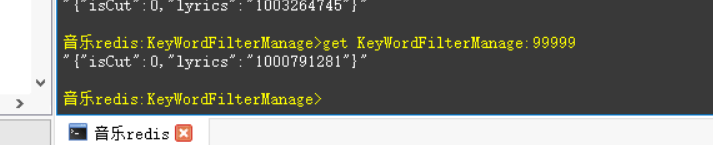 "{"isCut":0,"lyrics":"1003264745"}"
音乐redis:KeyWordFilterManage>get KeyWordFilterManage:99999
"{"isCut":0,"lyrics":"1000791281"}"
音乐redis:KeyWordFilterManage>
音乐redis